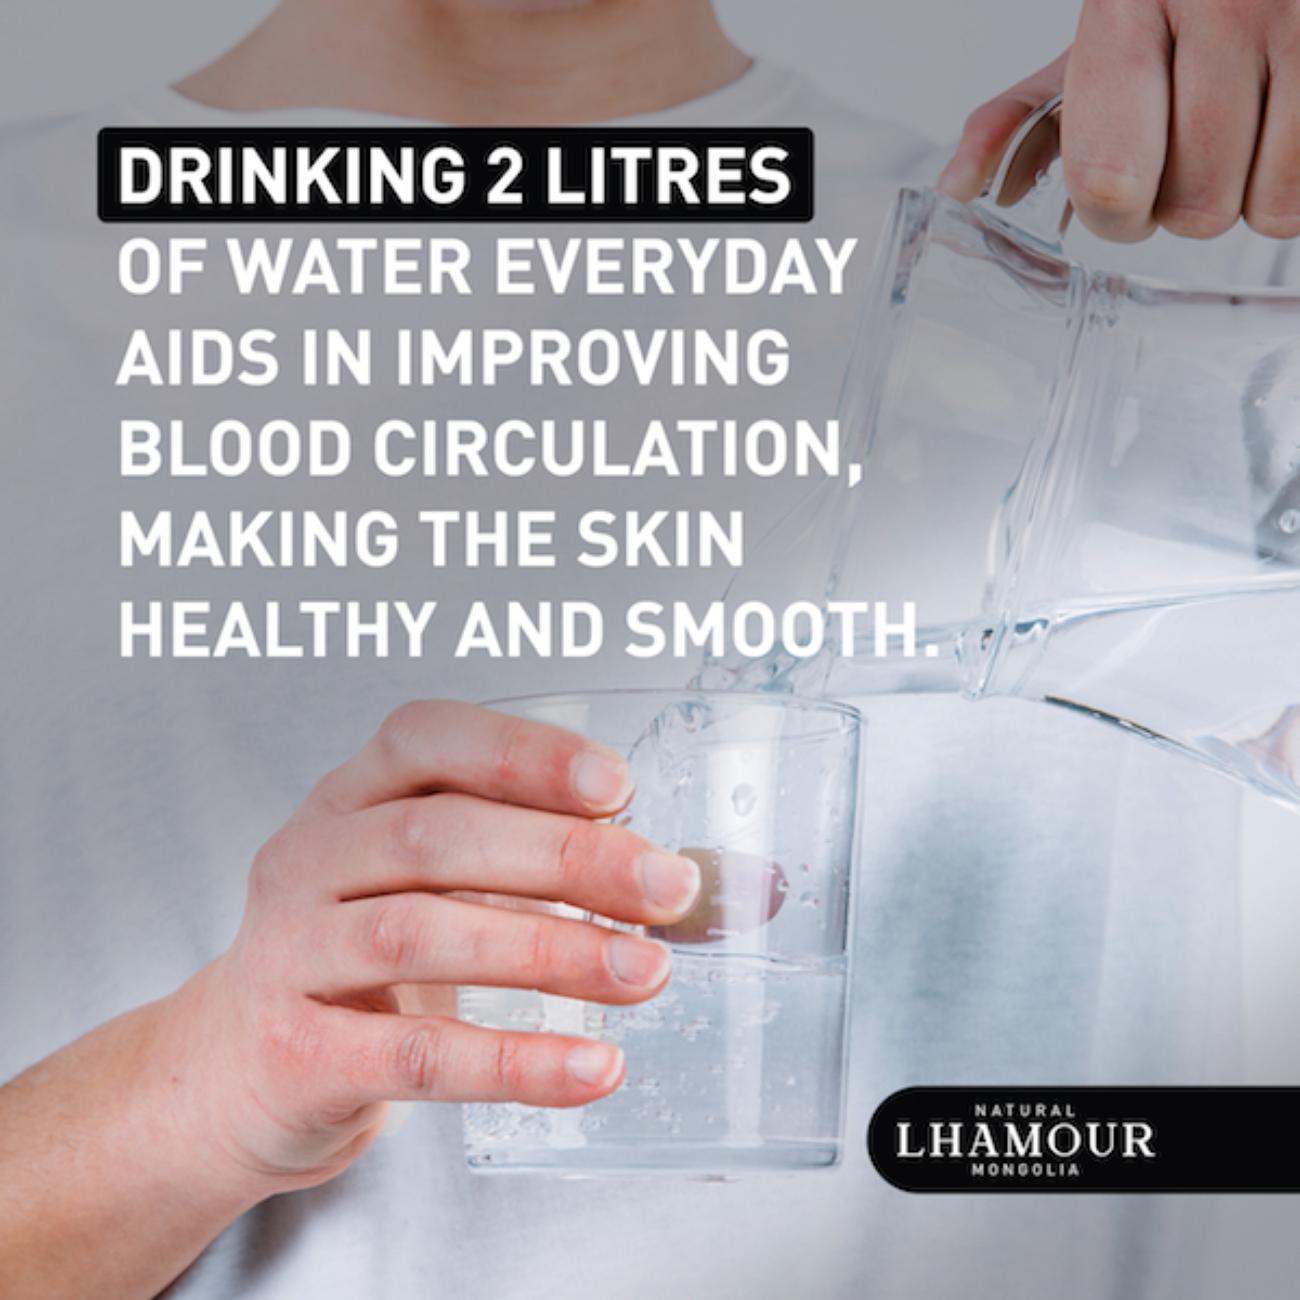 DRINKING 2 LITRES
OF WATER EVERYDAY
AIDS IN IMPROVING
BLOOD CIRCULATION,
MAKING THE SKIN
HEALTHY AND SMOOTH.
NATURAL
LHAMOUR
MONGOLIA